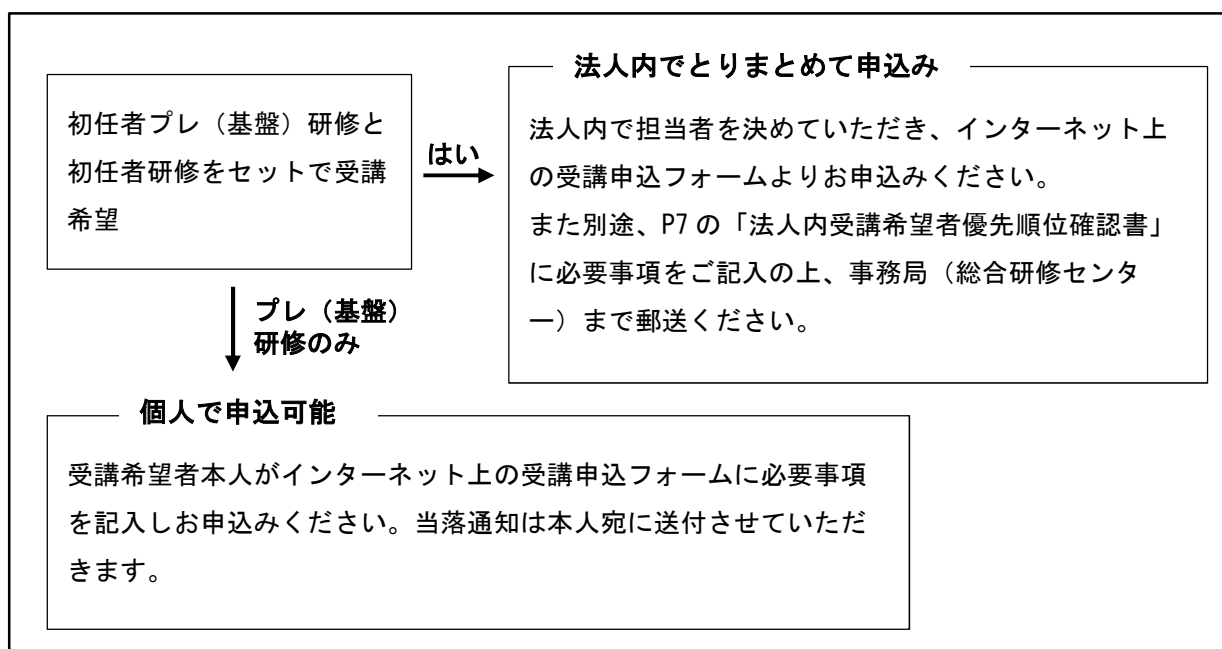 法人内でとりまとめて申込み
初任者プレ（基盤）研修と
初任者研修をセットで受講
希望
はい
法人内で担当者を決めていただき、インターネット上
の受講申込フォームよりお申込みください。
また別途、P7 の「法人内受講希望者優先順位確認書」
に必要事項をご記入の上、事務局（総合研修センタ
ー）まで郵送ください。
プレ（基盤）
研修のみ
個人で申込可能
受講希望者本人がインターネット上の受講申込フォームに必要事項
を記入しお申込みください。当落通知は本人宛に送付させていただ
きます。